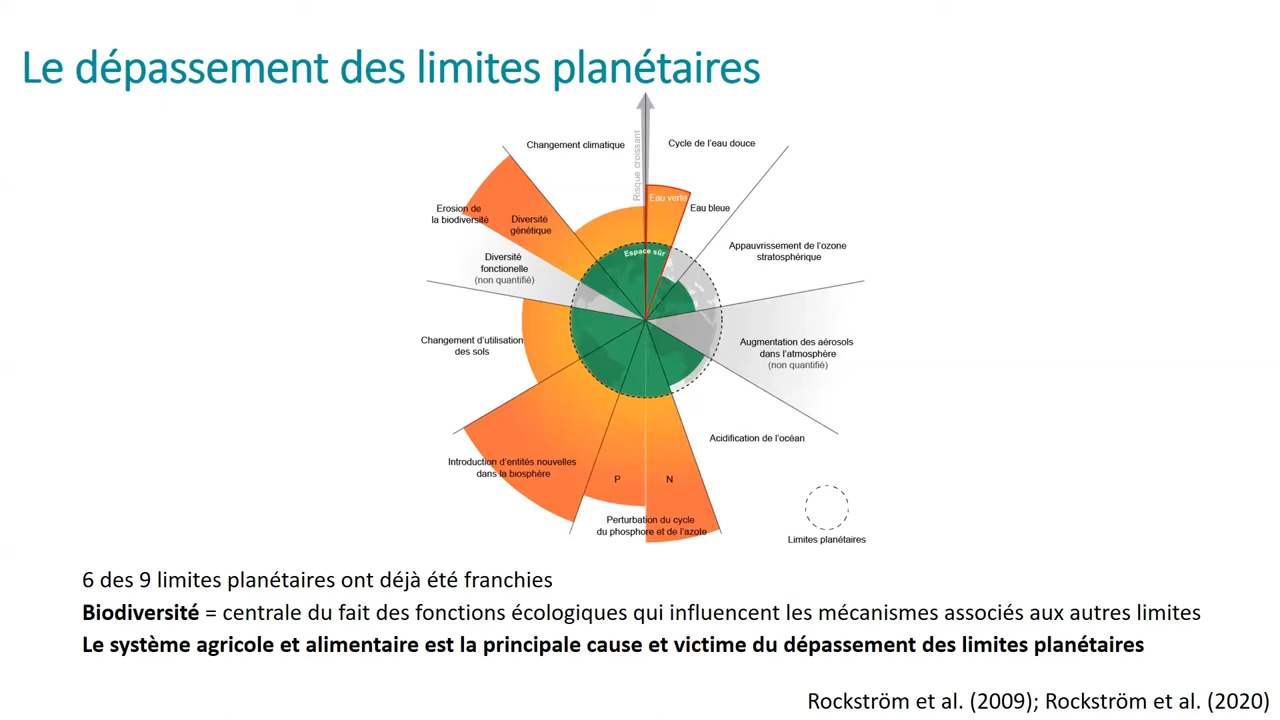 Le dépassement des limites planétaires
Changement climatique
Risque croissant
Cycle de l'eau douce
Eau verte
Eau bleue
Erosion de
la biodiversité
Diversité
génétique
Espace sûr
Appauvrissement de l'ozone
stratosphérique
Diversité
fonctionelle
(non quantifié)
Changement d'utilisation
des sols
Augmentation des aérosols
dans l'atmosphère
(non quantifié)
Acidification de l'océan
Introduction d'entités nouvelles
dans la biosphère
P
N
Perturbation du cycle
du phosphore et de l'azote
Limites planétaires
6 des 9 limites planétaires ont déjà été franchies
Biodiversité = centrale du fait des fonctions écologiques qui influencent les mécanismes associés aux autres limites
Le système agricole et alimentaire est la principale cause et victime du dépassement des limites planétaires
Rockström et al. (2009); Rockström et al. (2020)